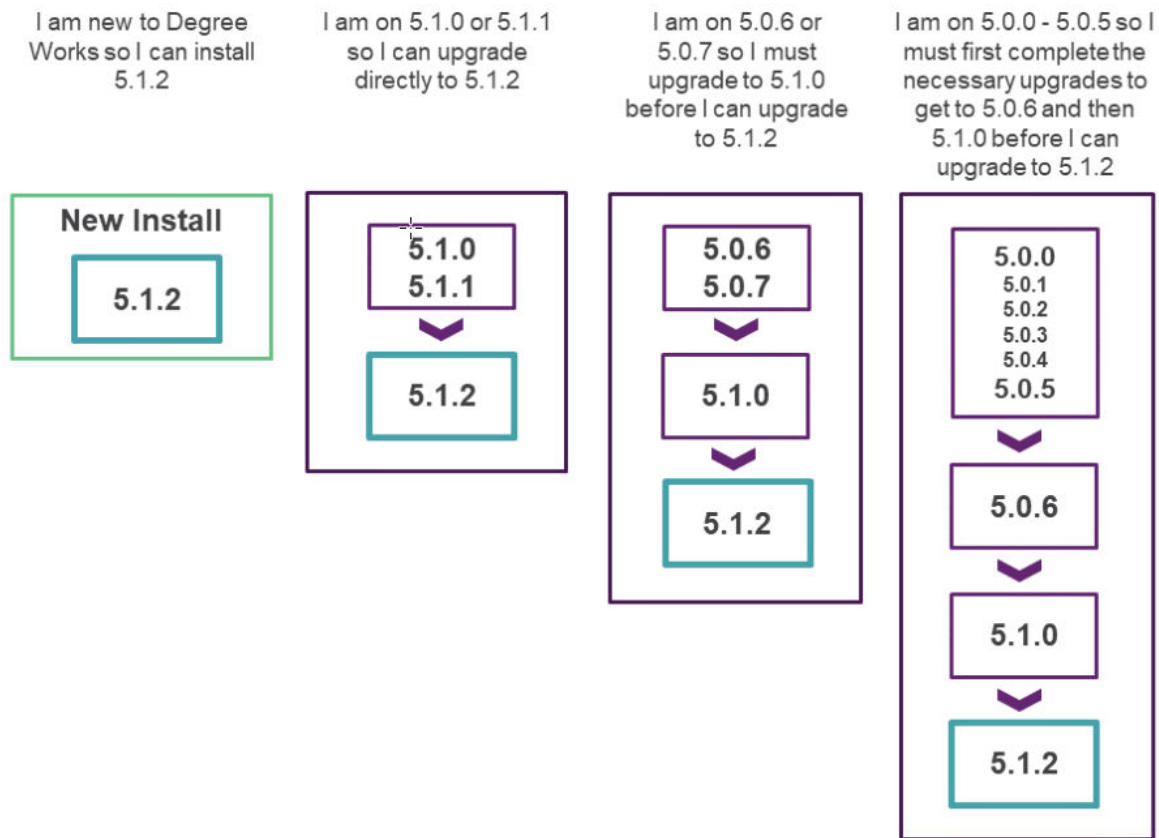 I am new to Degree
Works so I can install
5.1.2
I am on 5.1.0 or 5.1.1
so I can upgrade
directly to 5.1.2
I am on 5.0.6 or
5.0.7 so I must
upgrade to 5.1.0
before I can upgrade
to 5.1.2
I am on 5.0.0 - 5.0.5 so I
must first complete the
necessary upgrades to
get to 5.0.6 and then
5.1.0 before I can
upgrade to 5.1.2
New Install
5.1.2
5.1.0
5.1.1
5.1.2
5.0.6
5.0.7
5.1.0
5.1.2
5.0.0
5.0.1
5.0.2
5.0.3
5.0.4
5.0.5
5.0.6
5.1.0
5.1.2